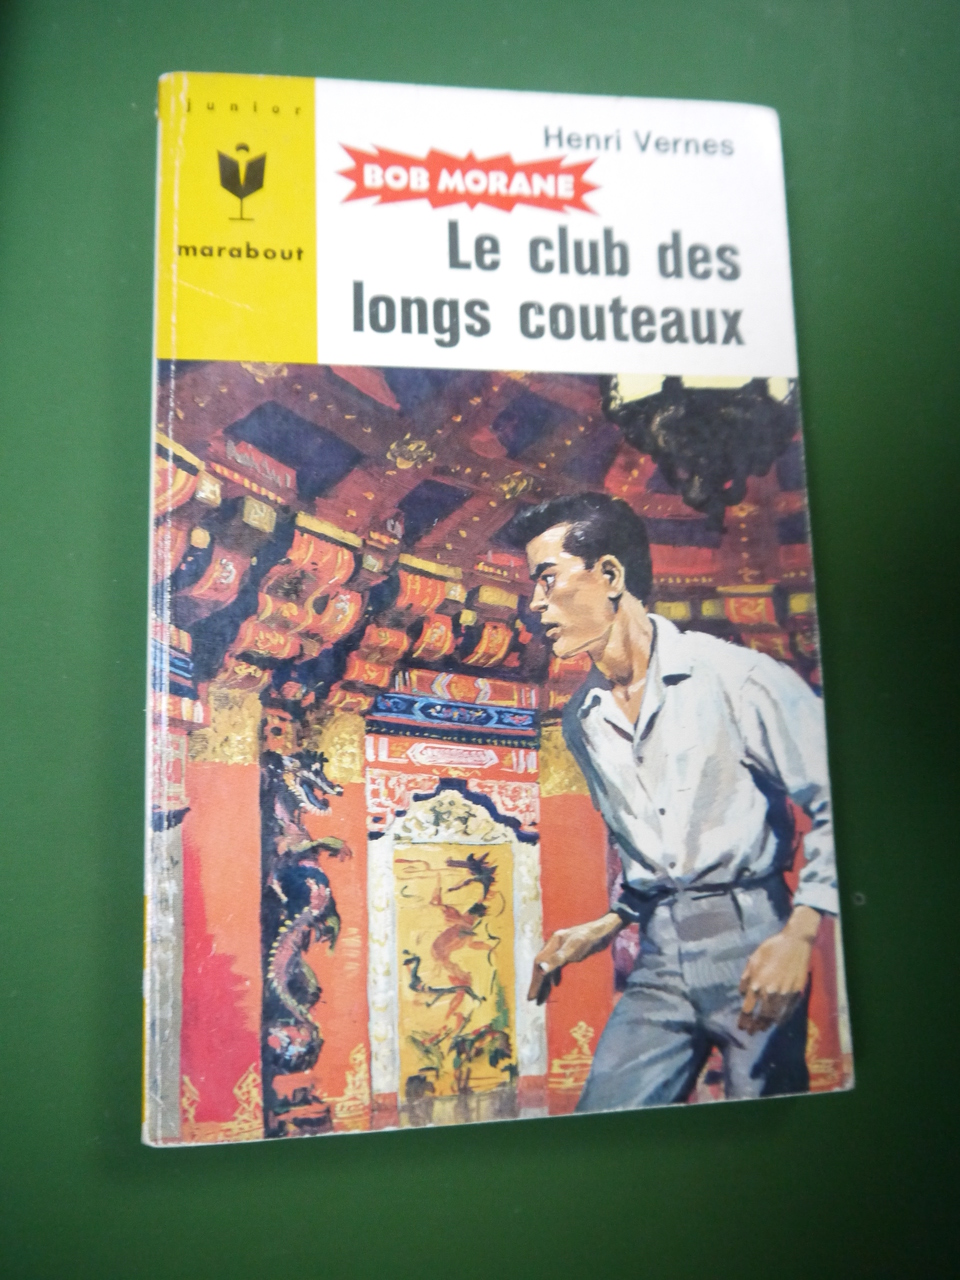 junior
marabout
Henri Vernes
BOB MORANE
Le club des
longs couteaux